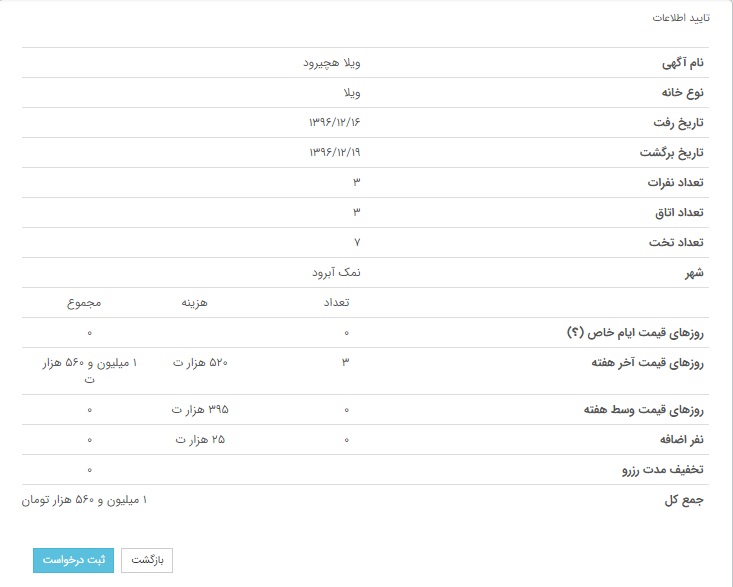 تایید اطلاعات
نام آگهی ویلا هچیرود
نوع خانه ویلا
تاریخ رفت ۱۳۹۶/۱۲/۱۶
تاریخ برگشت ۱۳۹۶/۱۲/۱۹
تعداد نفرات ۳
تعداد اتاق ۳
تعداد تخت ۷
شهر نمک آبرود
تعداد هزینه مجموع
روزهای قیمت ایام خاص (؟) ۰ ۰
روزهای قیمت آخر هفته ۳ ۵۲۰ هزار ت ۱ میلیون و ۵۶۰ هزار
ت
روزهای قیمت وسط هفته ۰ ۳۹۵ هزار ت ۰
نفر اضافه ۰ ۲۵ هزار ت ۰
تخفیف مدت رزرو ۰
جمع کل ۱ میلیون و ۵۶۰ هزار تومان
بازگشت ثبت درخواست